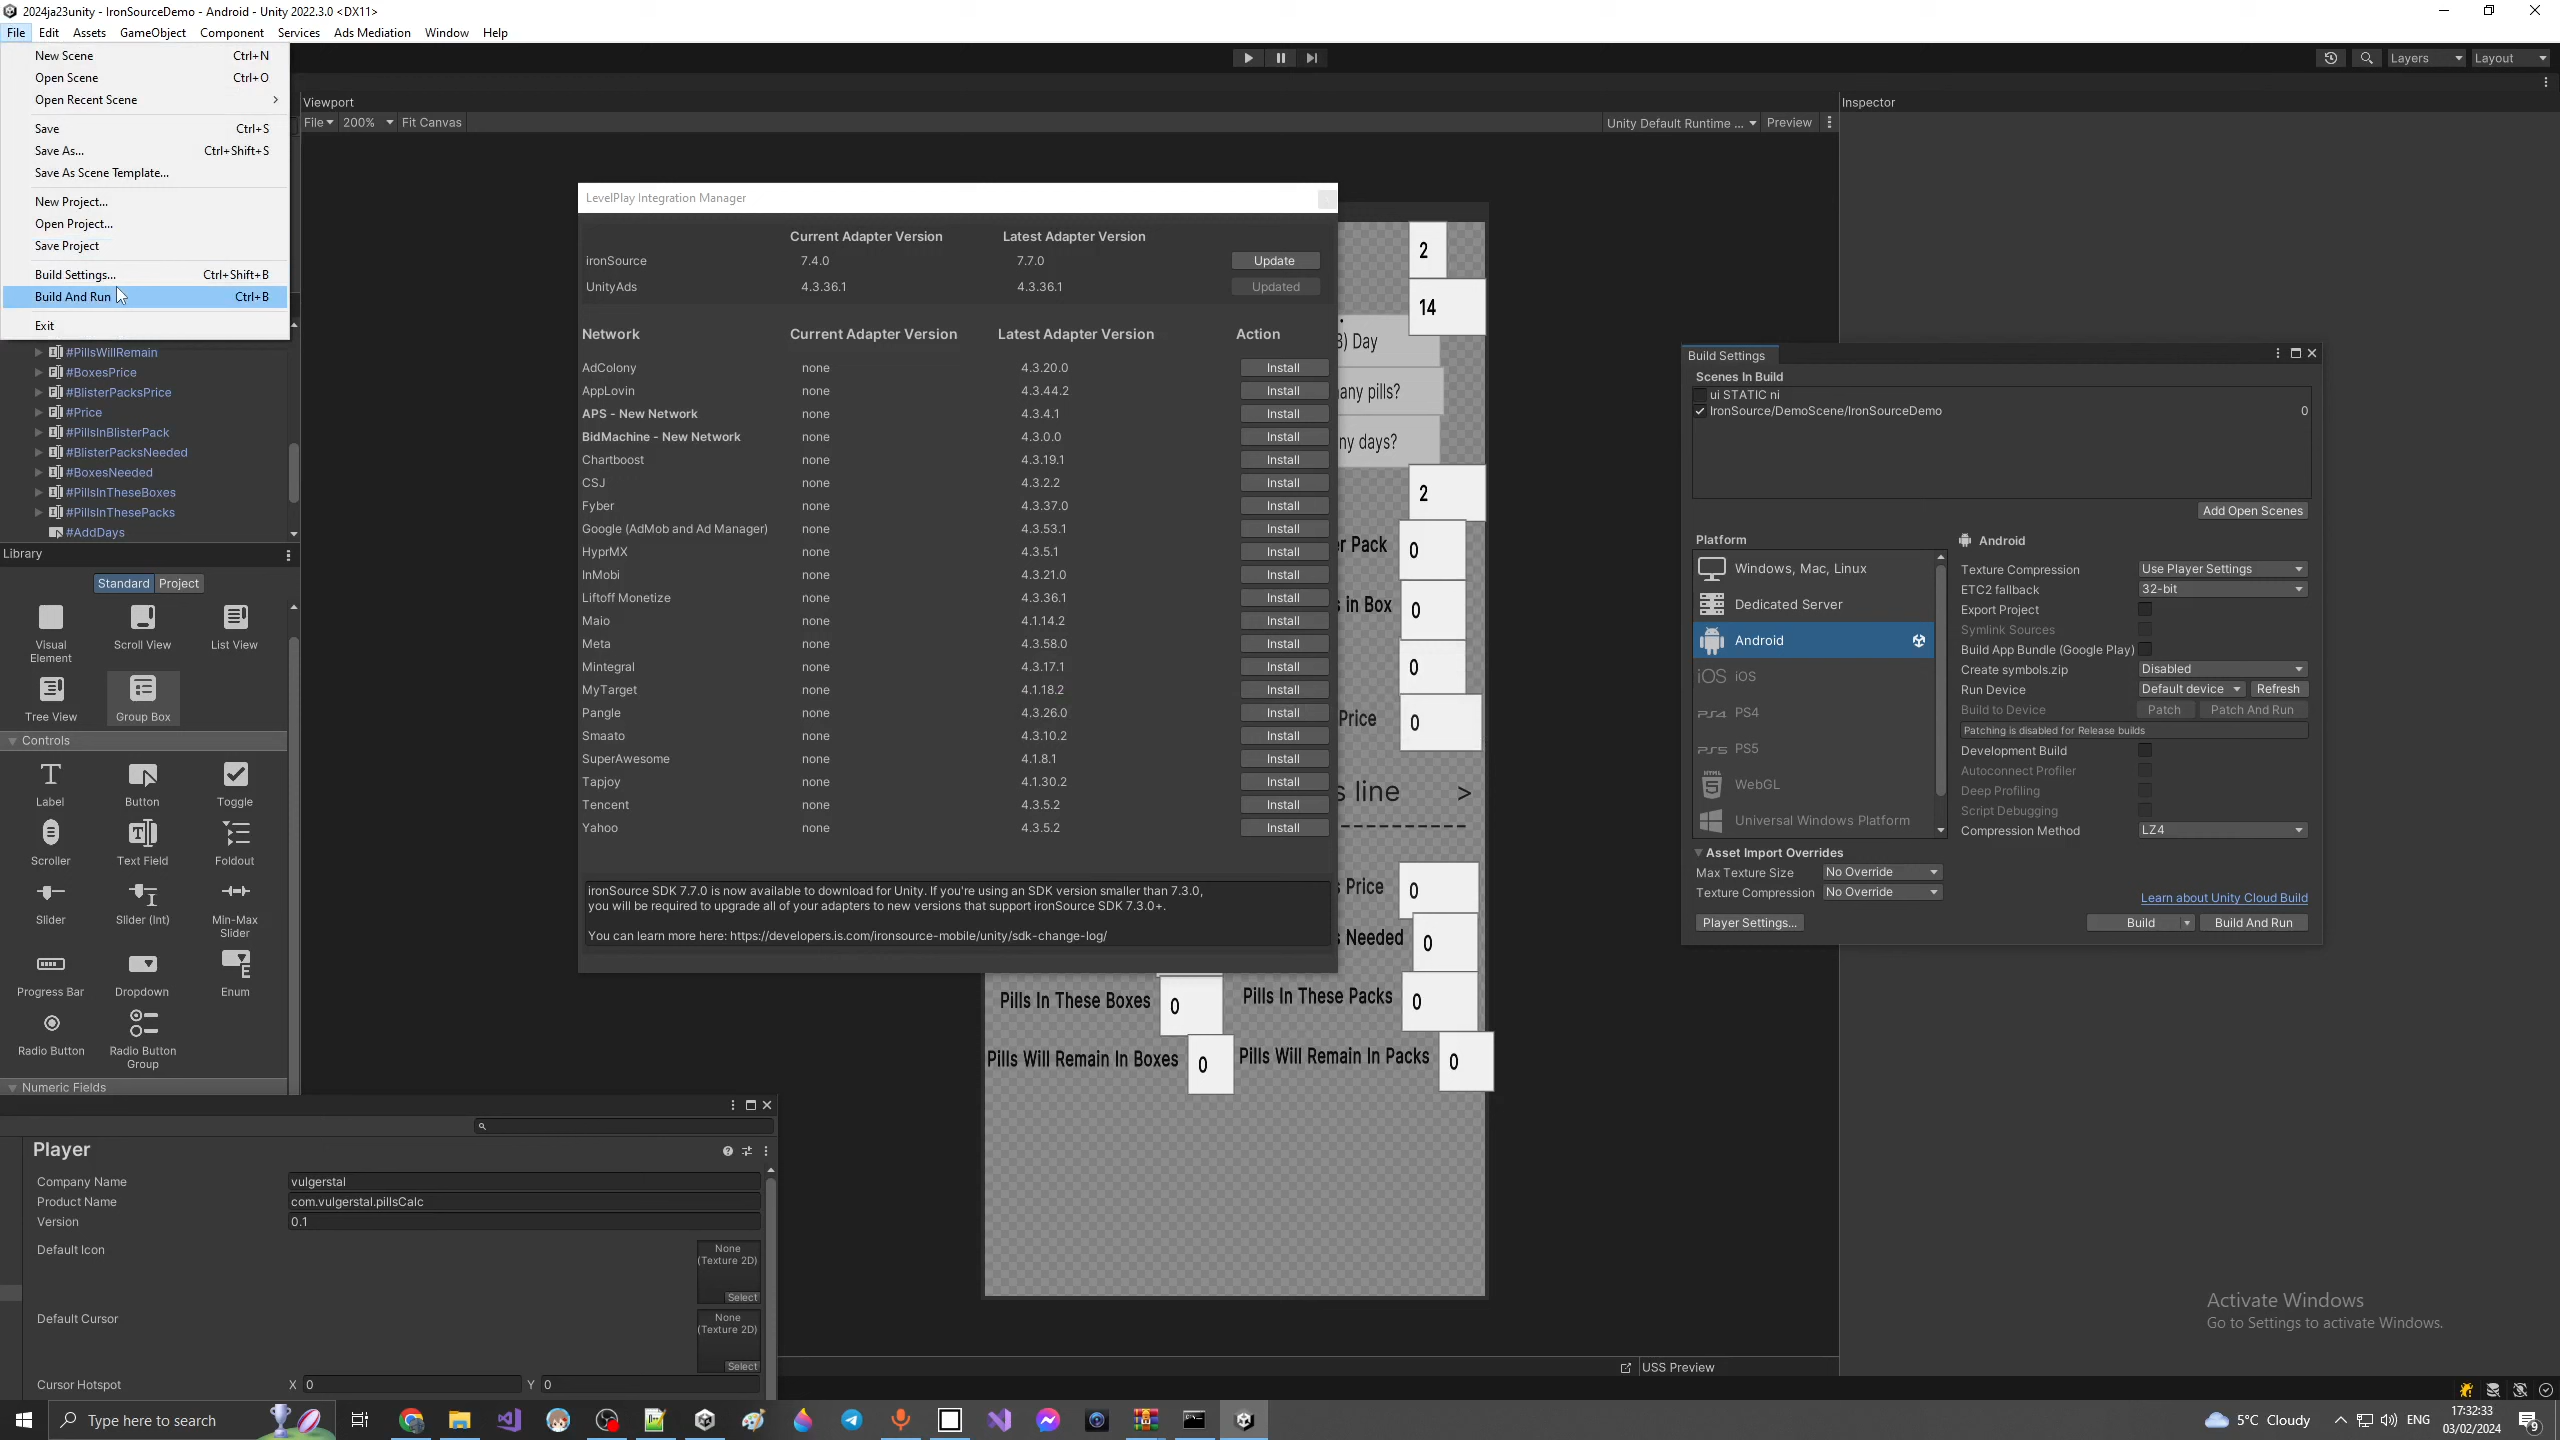 2024ja23unity - IronSourceDemo - Android - Unity 2022.3.0 <DX11>
File Edit Assets GameObject Component Services Ads Mediation Window Help
New Scene Ctrl+N
Open Scene Ctrl+O
Open Recent Scene >
Save Ctrl+S
Save As... Ctrl+Shift+S
Save As Scene Template...
New Project...
Open Project...
Save Project
Build Settings... Ctrl+Shift+B
Build And Run Ctrl+B
Exit
Layers Layout
Viewport
File 200% Fit Canvas
Unity Default Runtime ... Preview
Inspector
#PillsWillRemain
#BoxesPrice
#BlisterPacksPrice
#Price
#PillsInBlisterPack
#BlisterPacksNeeded
#BoxesNeeded
#PillsInTheseBoxes
#PillsInThesePacks
#AddDays
Library
Standard Project
Visual Element
Scroll View
List View
Tree View
Group Box
Controls
Label
Button
Toggle
Scroller
Text Field
Foldout
Slider
Slider (Int)
Min-Max Slider
Progress Bar
Dropdown
Enum
Radio Button
Radio Button Group
Numeric Fields
LevelPlay Integration Manager
Current Adapter Version Latest Adapter Version
ironSource 7.4.0 7.7.0 Update
UnityAds 4.3.36.1 4.3.36.1 Updated
Network Current Adapter Version Latest Adapter Version Action
AdColony none 4.3.20.0 Install
AppLovin none 4.3.44.2 Install
APS - New Network none 4.3.4.1 Install
BidMachine - New Network none 4.3.0.0 Install
Chartboost none 4.3.19.1 Install
CSJ none 4.3.2.2 Install
Fyber none 4.3.37.0 Install
Google (AdMob and Ad Manager) none 4.3.53.1 Install
HyprMX none 4.3.5.1 Install
InMobi none 4.3.21.0 Install
Liftoff Monetize none 4.3.36.1 Install
Maio none 4.1.14.2 Install
Meta none 4.3.58.0 Install
Mintegral none 4.3.17.1 Install
MyTarget none 4.1.18.2 Install
Pangle none 4.3.26.0 Install
Smaato none 4.3.10.2 Install
SuperAwesome none 4.1.8.1 Install
Tapjoy none 4.1.30.2 Install
Tencent none 4.3.5.2 Install
Yahoo none 4.3.5.2 Install
ironSource SDK 7.7.0 is now available to download for Unity. If you're using an SDK version smaller than 7.3.0,
you will be required to upgrade all of your adapters to new versions that support ironSource SDK 7.3.0+.
You can learn more here: https://developers.is.com/ironsource-mobile/unity/sdk-change-log/
2
14
) Day
any pills?
ny days?
2
r Pack 0
s in Box 0
0
Price 0
s line >
----------------
s Price 0
s Needed 0
Pills In These Boxes 0 Pills In These Packs 0
Pills Will Remain In Boxes 0 Pills Will Remain In Packs 0
Build Settings
Scenes In Build
ui STATIC ni
IronSource/DemoScene/IronSourceDemo 0
Add Open Scenes
Platform
Windows, Mac, Linux
Dedicated Server
Android
iOS iOS
PS4 PS4
PS5 PS5
HTML 5 WebGL
Universal Windows Platform
Android
Texture Compression Use Player Settings
ETC2 fallback 32-bit
Export Project
Symlink Sources
Build App Bundle (Google Play)
Create symbols.zip Disabled
Run Device Default device Refresh
Build to Device Patch Patch And Run
Patching is disabled for Release builds
Development Build
Autoconnect Profiler
Deep Profiling
Script Debugging
Compression Method LZ4
Asset Import Overrides
Max Texture Size No Override
Texture Compression No Override
Learn about Unity Cloud Build
Player Settings... Build Build And Run
Player
Company Name vulgerstal
Product Name com.vulgerstal.pillsCalc
Version 0.1
Default Icon
None (Texture 2D)
Select
Default Cursor
None (Texture 2D)
Select
Cursor Hotspot X 0 Y 0
USS Preview
Activate Windows
Go to Settings to activate Windows.
Type here to search
5°C Cloudy
ENG
17:32:33
03/02/2024
9